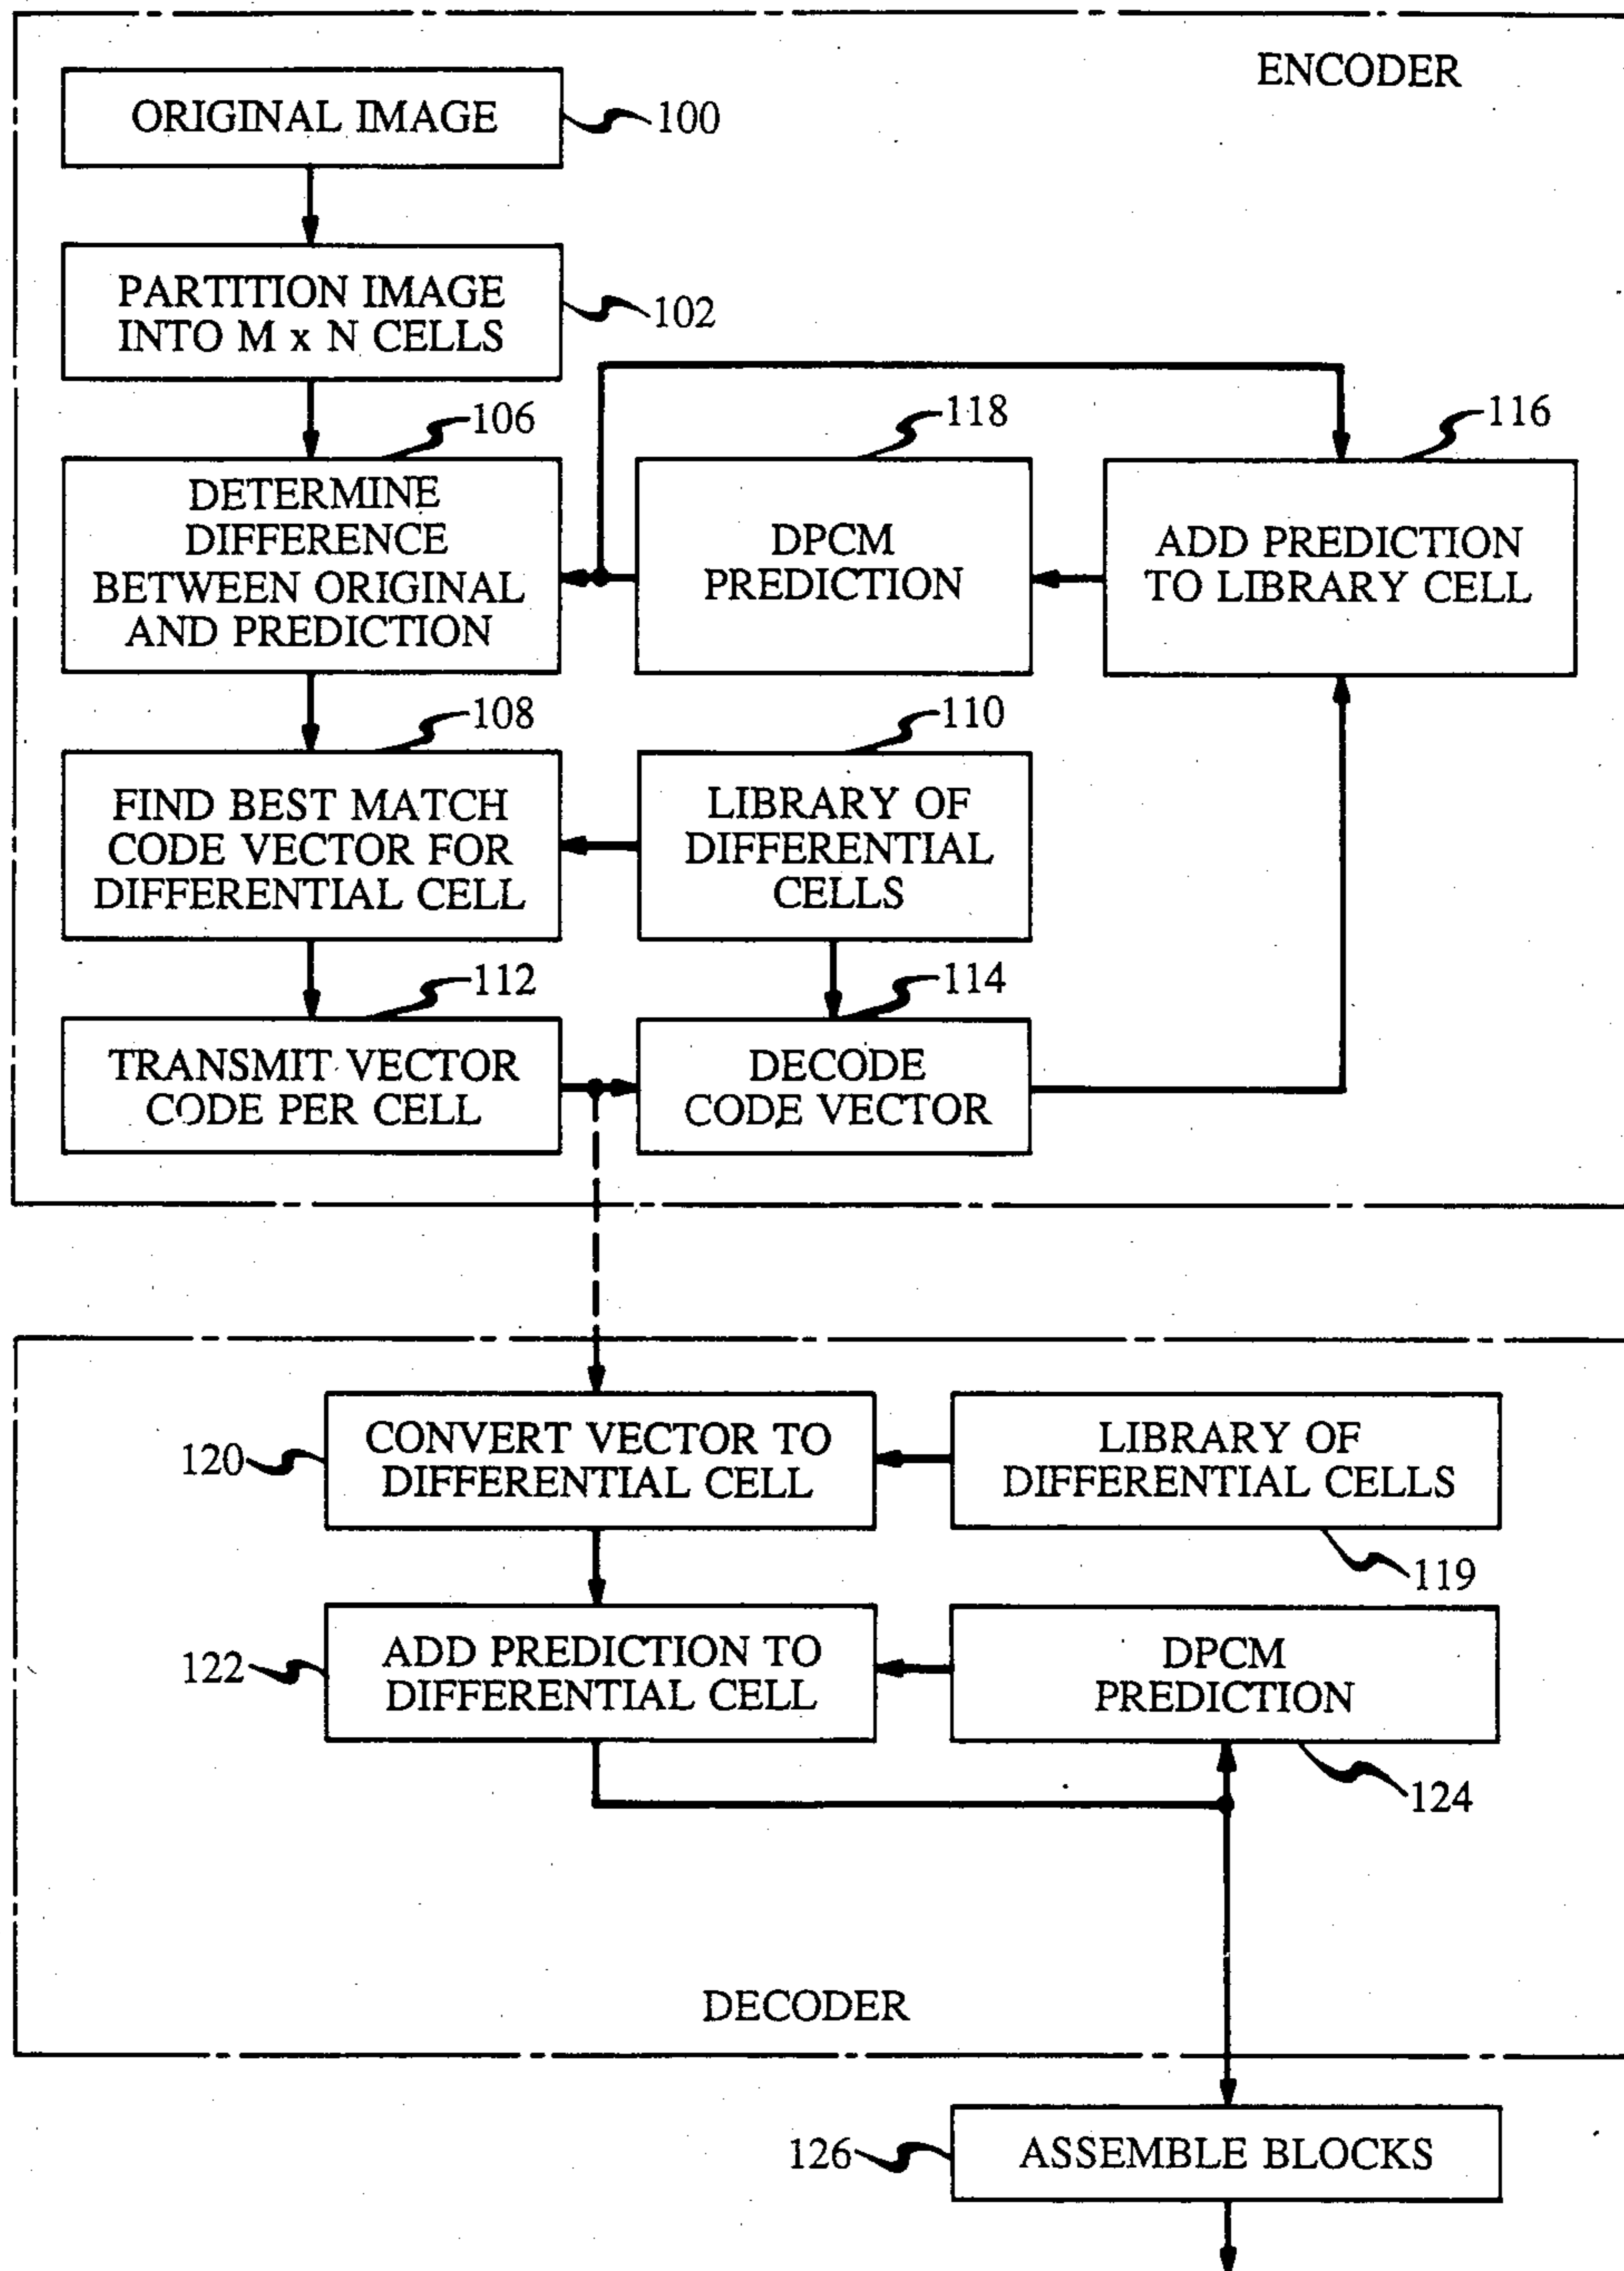 ENCODER
ORIGINAL IMAGE
100
PARTITION IMAGE
INTO M x N CELLS
102
106
DETERMINE
DIFFERENCE
BETWEEN ORIGINAL
AND PREDICTION
118
DPCM
PREDICTION
116
ADD PREDICTION
TO LIBRARY CELL
108
FIND BEST MATCH
CODE VECTOR FOR
DIFFERENTIAL CELL
110
LIBRARY OF
DIFFERENTIAL
CELLS
112
TRANSMIT VECTOR
CODE PER CELL
114
DECODE
CODE VECTOR
120
CONVERT VECTOR TO
DIFFERENTIAL CELL
LIBRARY OF
DIFFERENTIAL CELLS
119
122
ADD PREDICTION TO
DIFFERENTIAL CELL
DPCM
PREDICTION
124
DECODER
126
ASSEMBLE BLOCKS